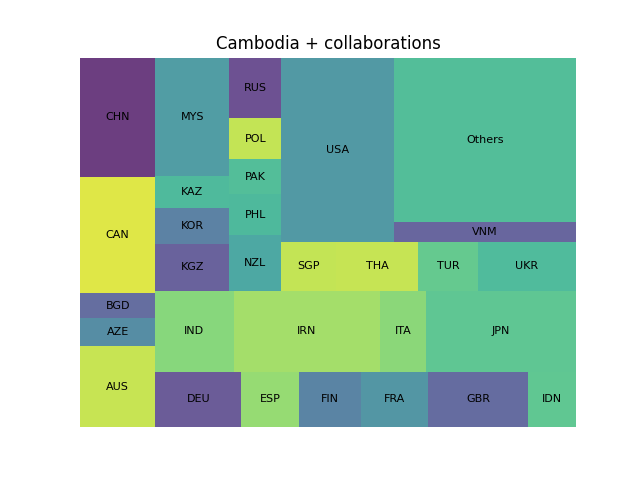 Cambodia + collaborations
CHN
MYS
RUS
USA
Others
POL
PAK
KAZ
PHL
KOR
CAN
VNM
NZL
KGZ
SGP
THA
TUR
UKR
BGD
AZE
IND
IRN
ITA
JPN
AUS
DEU
ESP
FIN
FRA
GBR
IDN